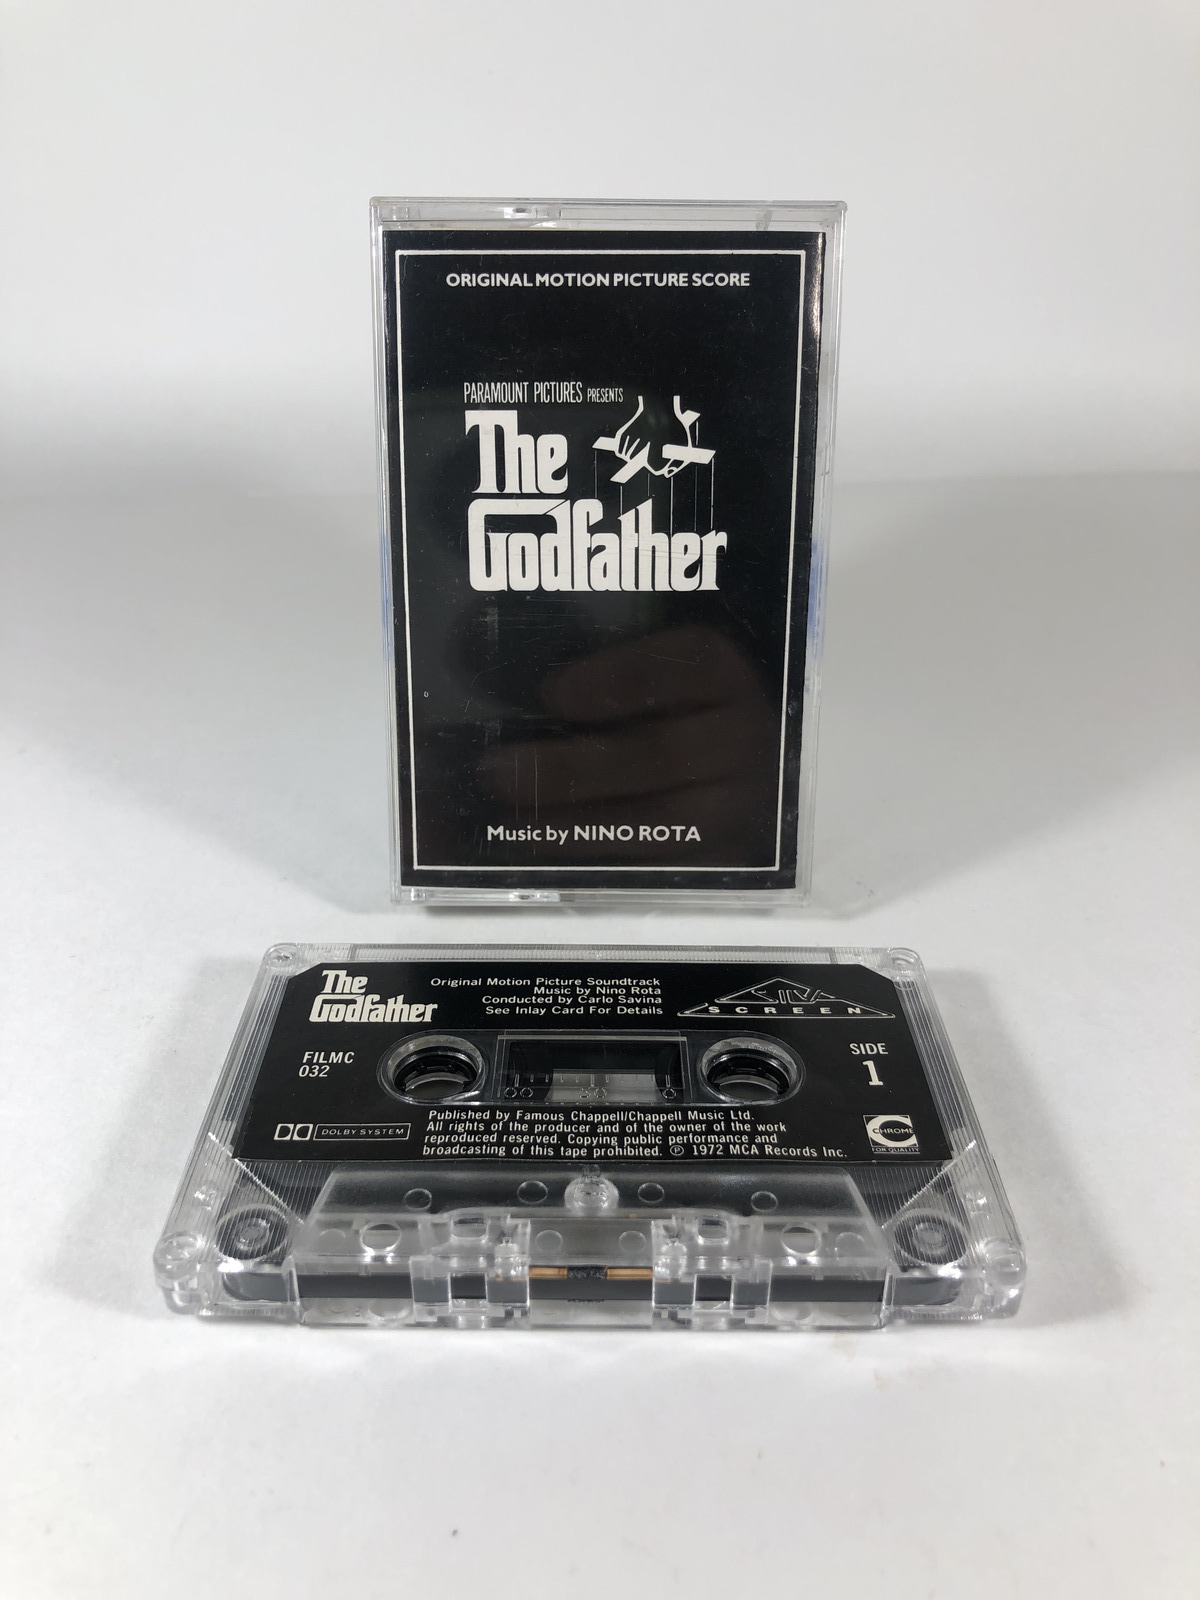 ORIGINAL MOTION PICTURE SCORE
PARAMOUNT PICTURES PRESENTS
The
Godfather
Music by NINO ROTA
The
Godfather
Original Motion Picture Soundtrack
Music by Nino Rota
Conducted by Carlo Savina
See Inlay Card For Details
SILVA
SCREEN
FILMC
032
SIDE
1
100 50 0
DOLBY SYSTEM
Published by Famous Chappell/Chappell Music Ltd.
All rights of the producer and of the owner of the work
reproduced reserved. Copying public performance and
broadcasting of this tape prohibited. ℗ 1972 MCA Records Inc.
CHROME
FOR QUALITY